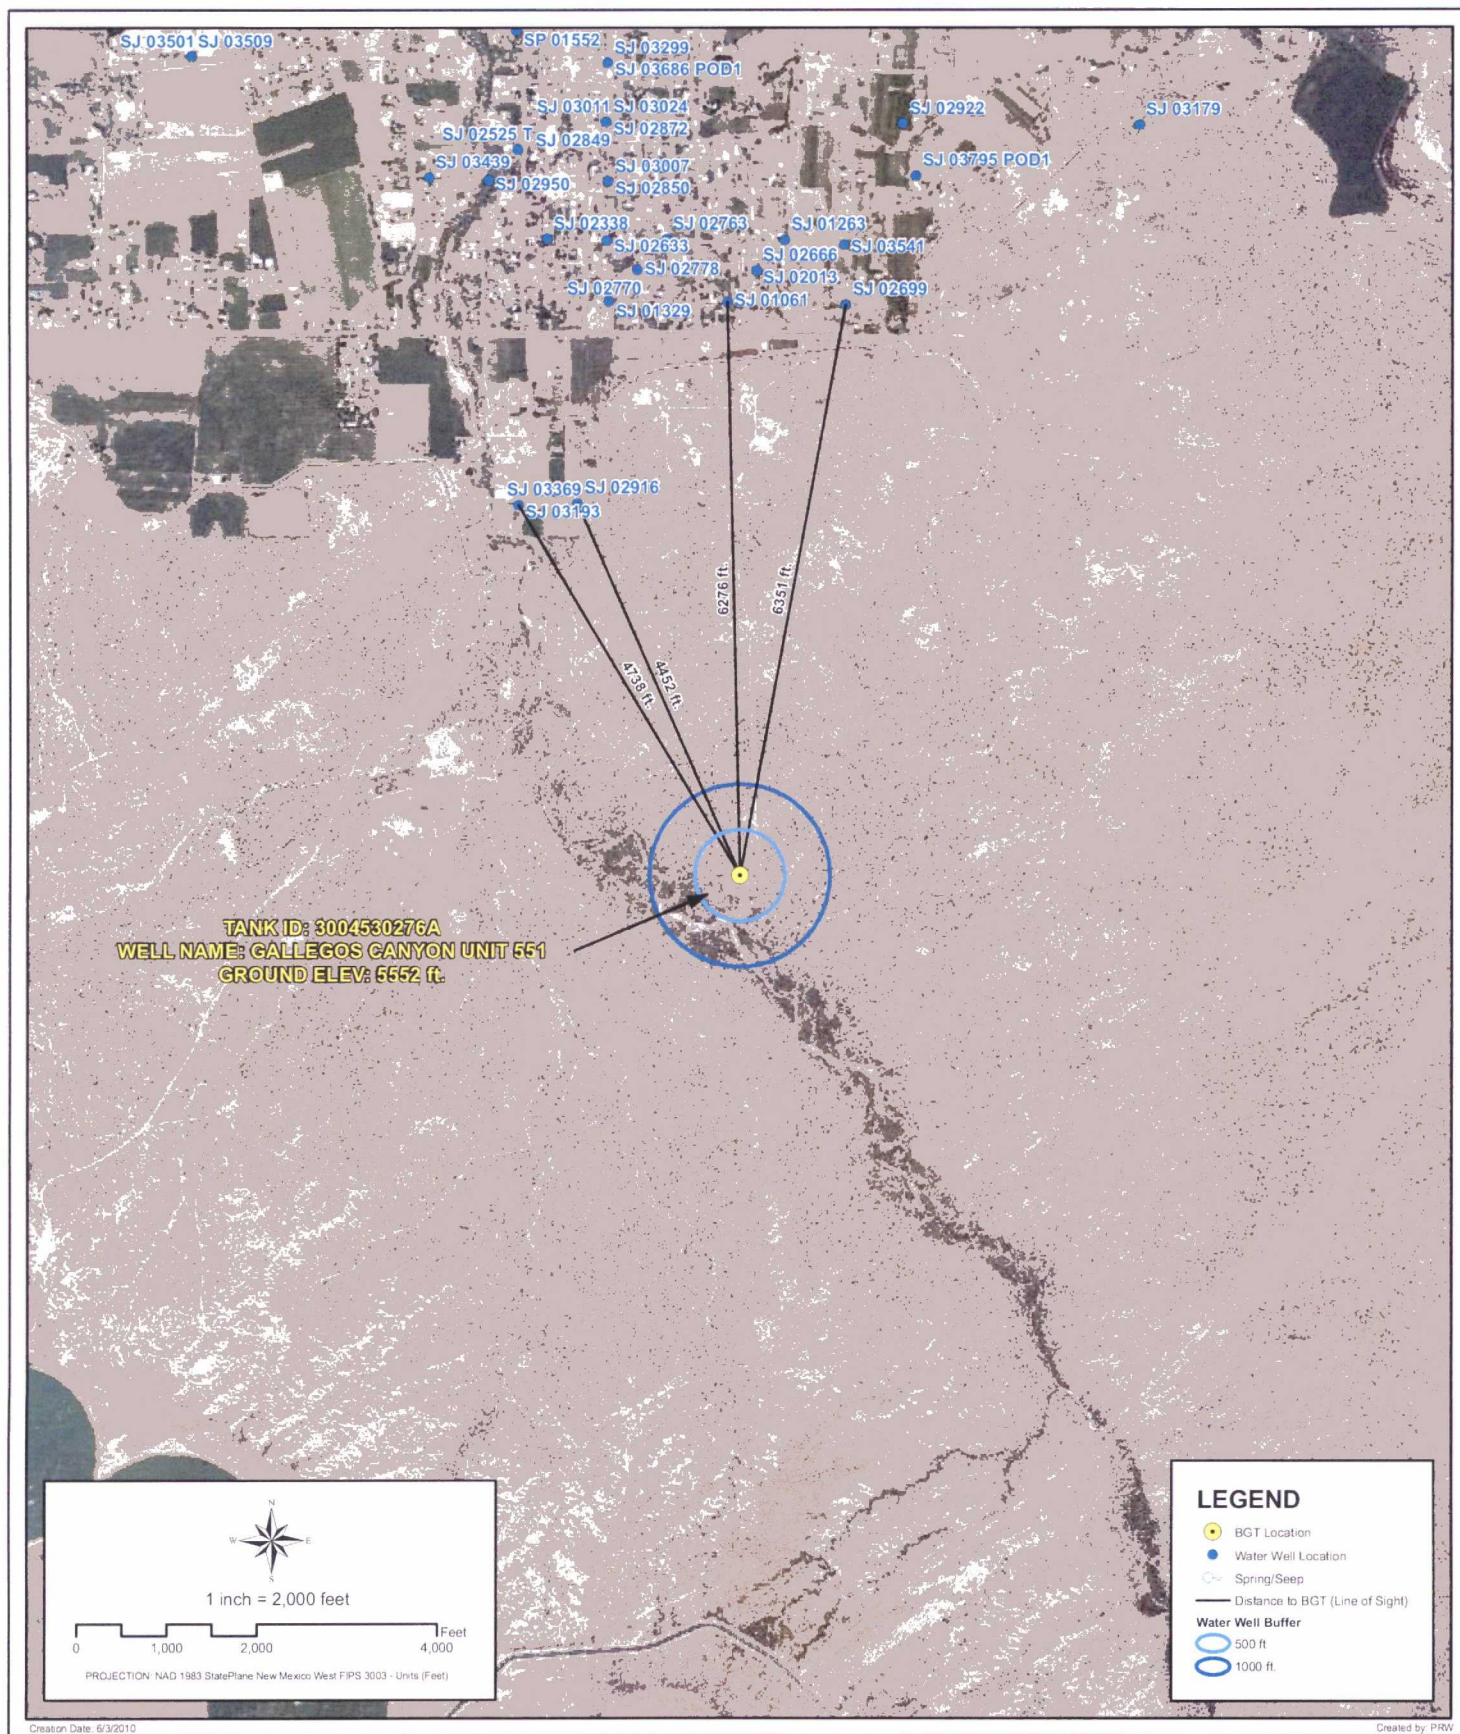 SJ 03501 SJ 03509
SP 01552
SJ 03299
SJ 03686 POD1
SJ 03011 SJ 03024
SJ 02872
SJ 02922
SJ 03179
SJ 02525 T
SJ 02849
SJ 03439
SJ 02950
SJ 03007
SJ 02850
SJ 03795 POD1
SJ 02338
SJ 02633
SJ 02763
SJ 01263
SJ 03541
SJ 02666
SJ 02778
SJ 02013
SJ 02770
SJ 01329
SJ 01061
SJ 02699
SJ 03369
SJ 02916
SJ 03193
6276 ft.
6351 ft.
4738 ft.
4452 ft.
TANK ID: 3004530276A
WELL NAME: GALLEGOS CANYON UNIT 551
GROUND ELEV: 5552 ft.
N
W
E
S
1 inch = 2,000 feet
Feet
0 1,000 2,000 4,000
PROJECTION: NAD 1983 StatePlane New Mexico West FIPS 3003 - Units (Feet)
LEGEND
BGT Location
Water Well Location
Spring/Seep
Distance to BGT (Line of Sight)
Water Well Buffer
500 ft
1000 ft.
Creation Date: 6/3/2010
Created by: PRW